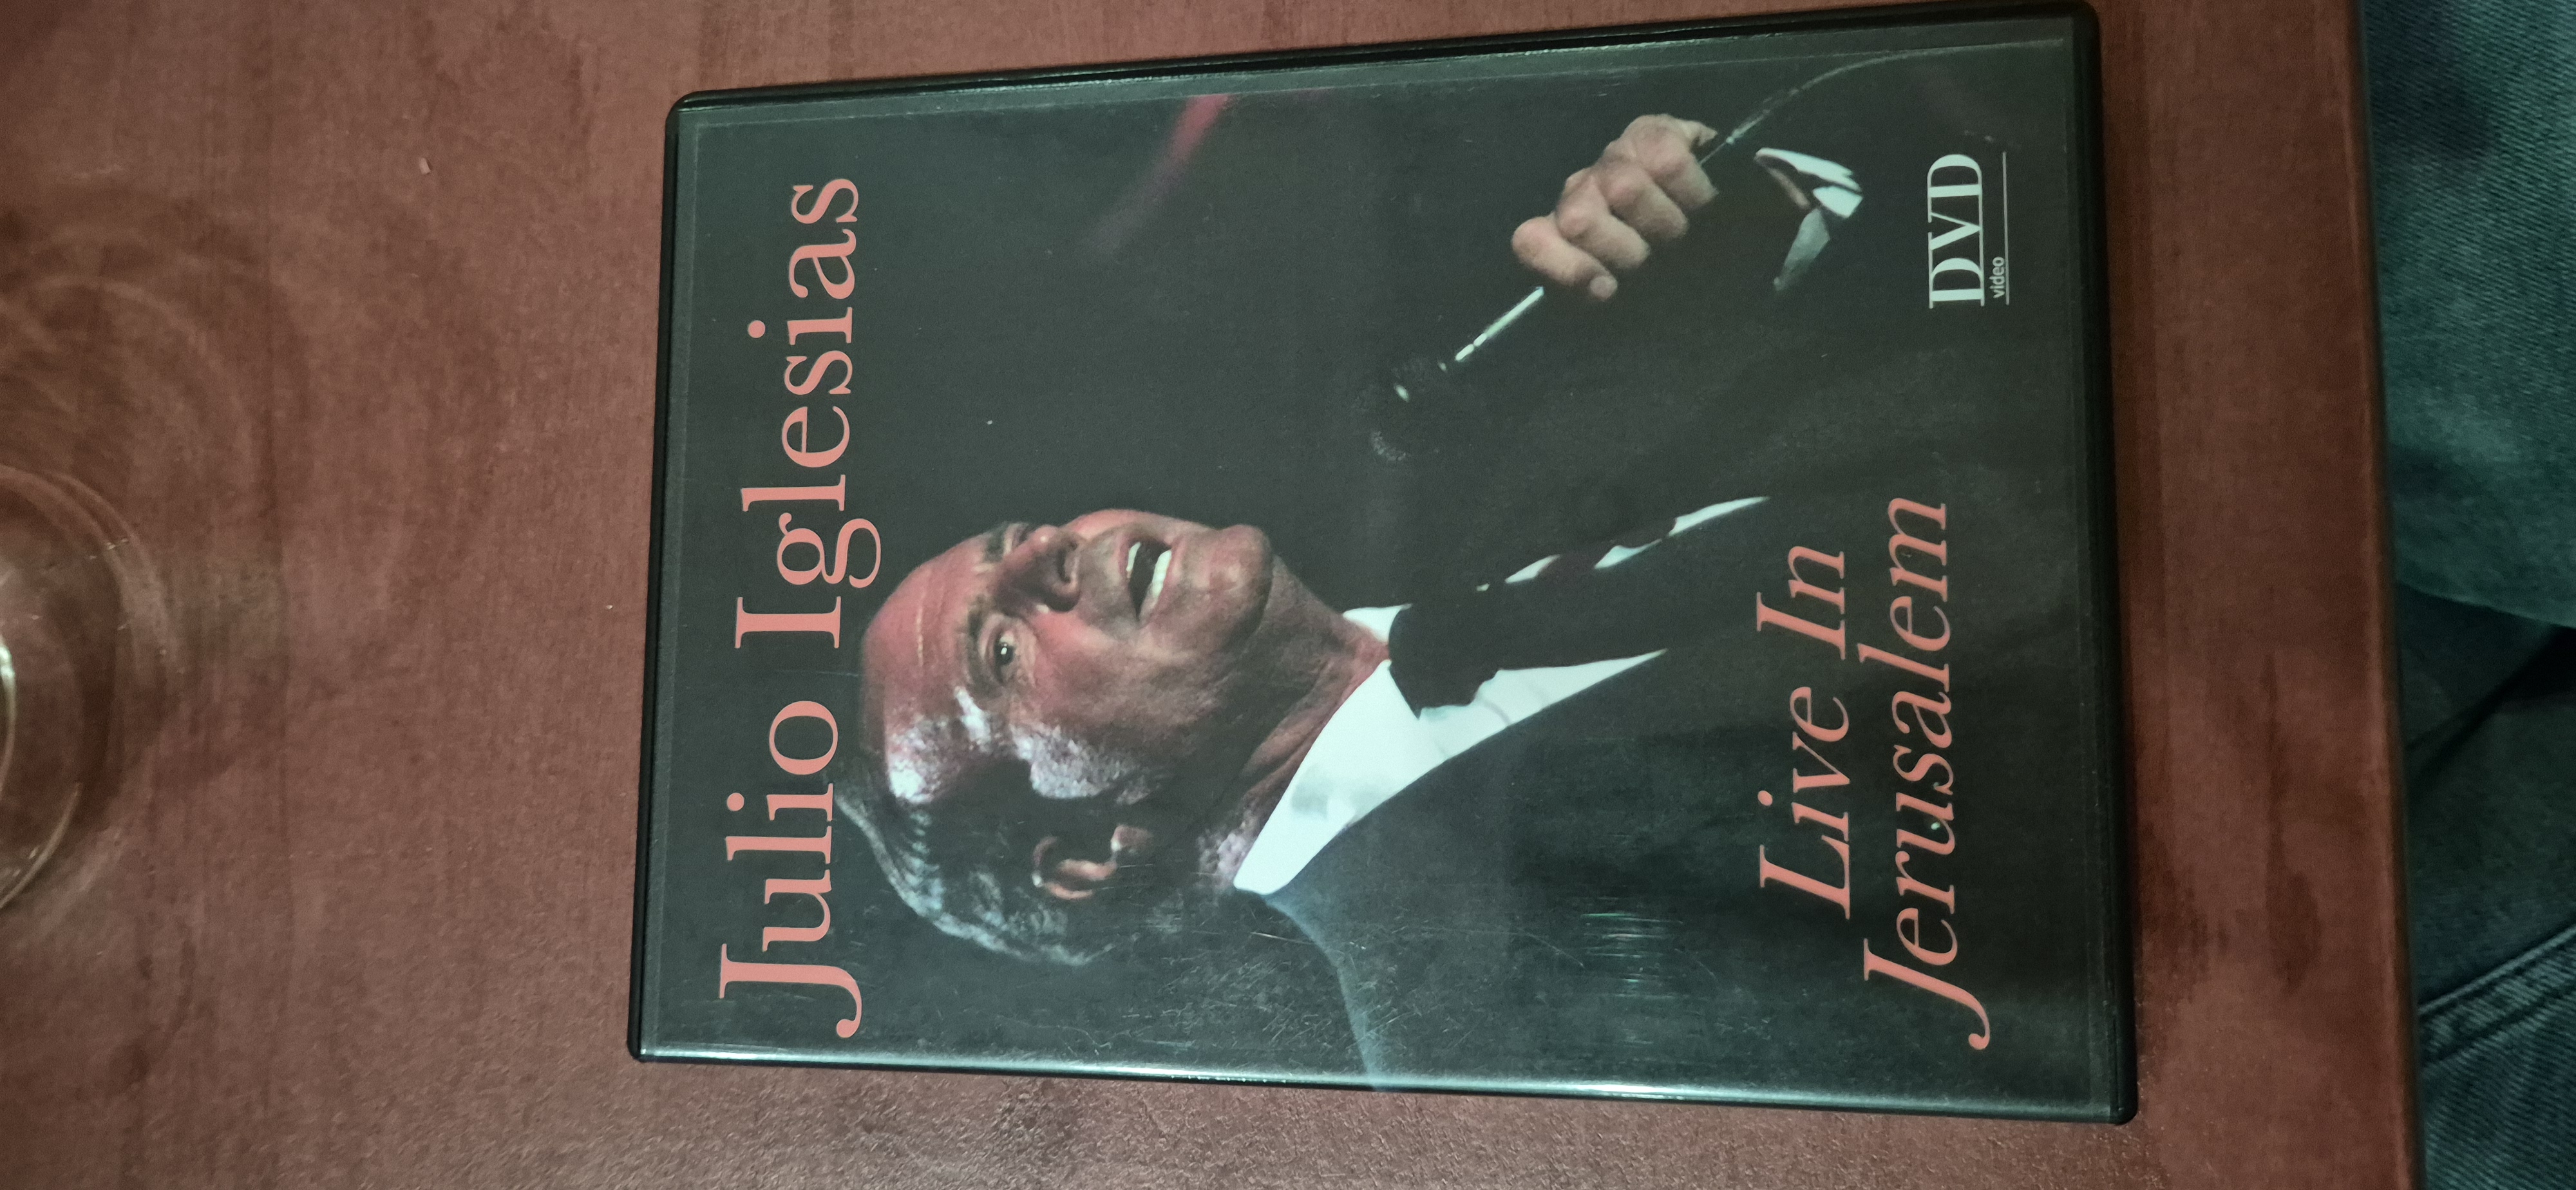 Julio Iglesias
Live In
Jerusalem
DVD
video